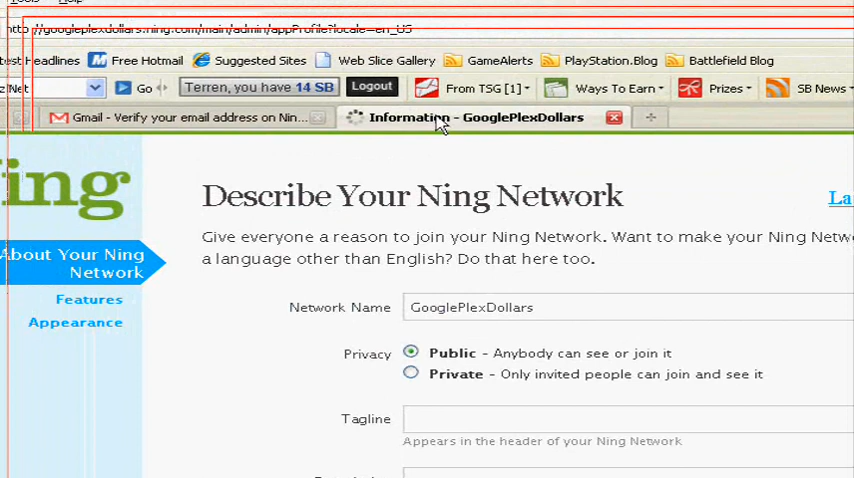 http://googleplexdollars.ning.com/main/admin/appProfile?locale=en_US
Latest Headlines Free Hotmail Suggested Sites Web Slice Gallery GameAlerts PlayStation.Blog Battlefield Blog
Go Terren, you have 14 SB Logout From TSG [1] Ways To Earn Prizes SB News
Gmail - Verify your email address on Nin... Information - GooglePlexDollars
ning
Describe Your Ning Network
La
Give everyone a reason to join your Ning Network. Want to make your Ning Netw
a language other than English? Do that here too.
About Your Ning
Network
Features
Appearance
Network Name GooglePlexDollars
Privacy Public - Anybody can see or join it
Private - Only invited people can join and see it
Tagline
Appears in the header of your Ning Network